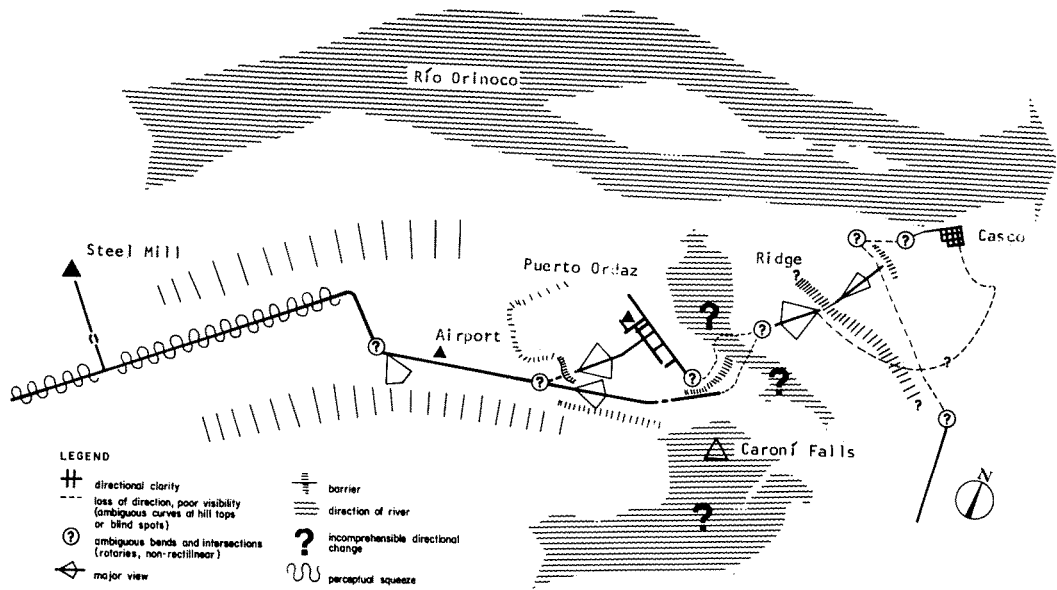 Río Orinoco
Steel Mill
Casco
Puerto Ordaz
Ridge
?
?
?
?
?
Airport
?
?
?
?
?
?
?
?
Caroní Falls
?
N
LEGEND
directional clarity
loss of direction, poor visibility
(ambiguous curves at hill tops
or blind spots)
? ambiguous bends and intersections
(rotaries, non-rectilinear)
major view
barrier
direction of river
? incomprehensible directional
change
perceptual squeeze